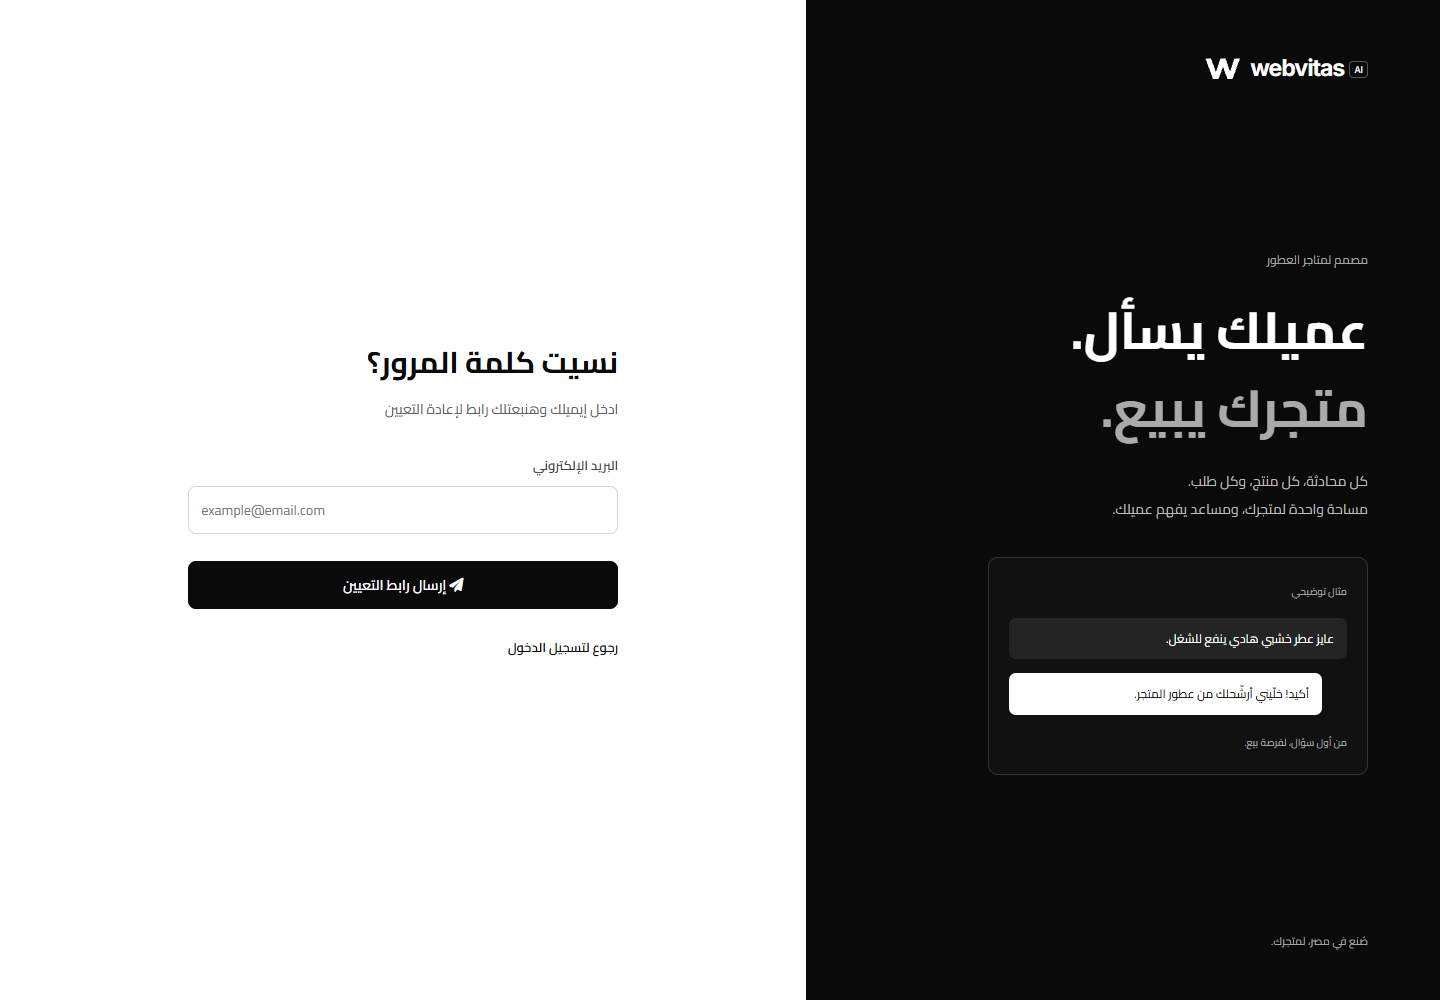 webvitas AI
مصمم لمتاجر العطور
عميلك يسأل.
متجرك يبيع.
كل محادثة، كل منتج، وكل طلب.
مساحة واحدة لمتجرك، ومساعد يفهم عميلك.
مثال توضيحي
عايز عطر خشبي هادي ينفع للشغل.
أكيد! خلّيني أرشّحلك من عطور المتجر.
من أول سؤال، لفرصة بيع.
صُنع في مصر، لمتجرك.
نسيت كلمة المرور؟
ادخل إيميلك وهنبعتلك رابط لإعادة التعيين
البريد الإلكتروني
example@email.com
إرسال رابط التعيين
رجوع لتسجيل الدخول